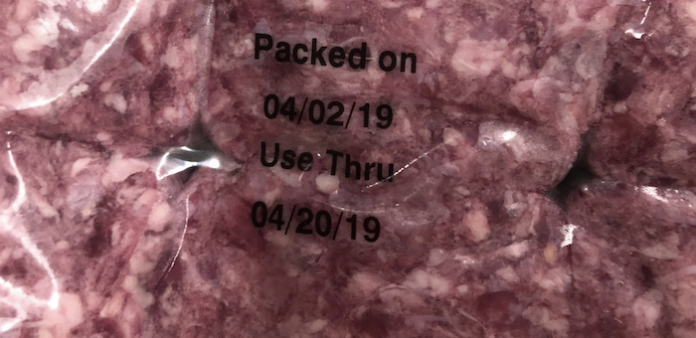 Packed on
04/02/19
Use Thru
04/20/19